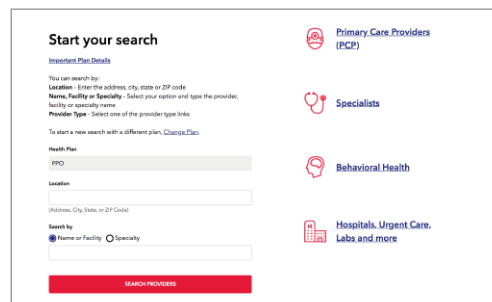 Start your search
Important Plan Details
You can search by:
Location - Enter the address, city, state or ZIP code
Name, Facility or Specialty - Select your option and type the provider,
facility or specialty name
Provider Type - Select one of the provider type links
To start a new search with a different plan, Change Plan.
Health Plan
PPO
Location
(Address, City, State, or ZIP Code)
Search by
Name or Facility Specialty
SEARCH PROVIDERS
Primary Care Providers
(PCP)
Specialists
Behavioral Health
H
Hospitals, Urgent Care,
Labs and more